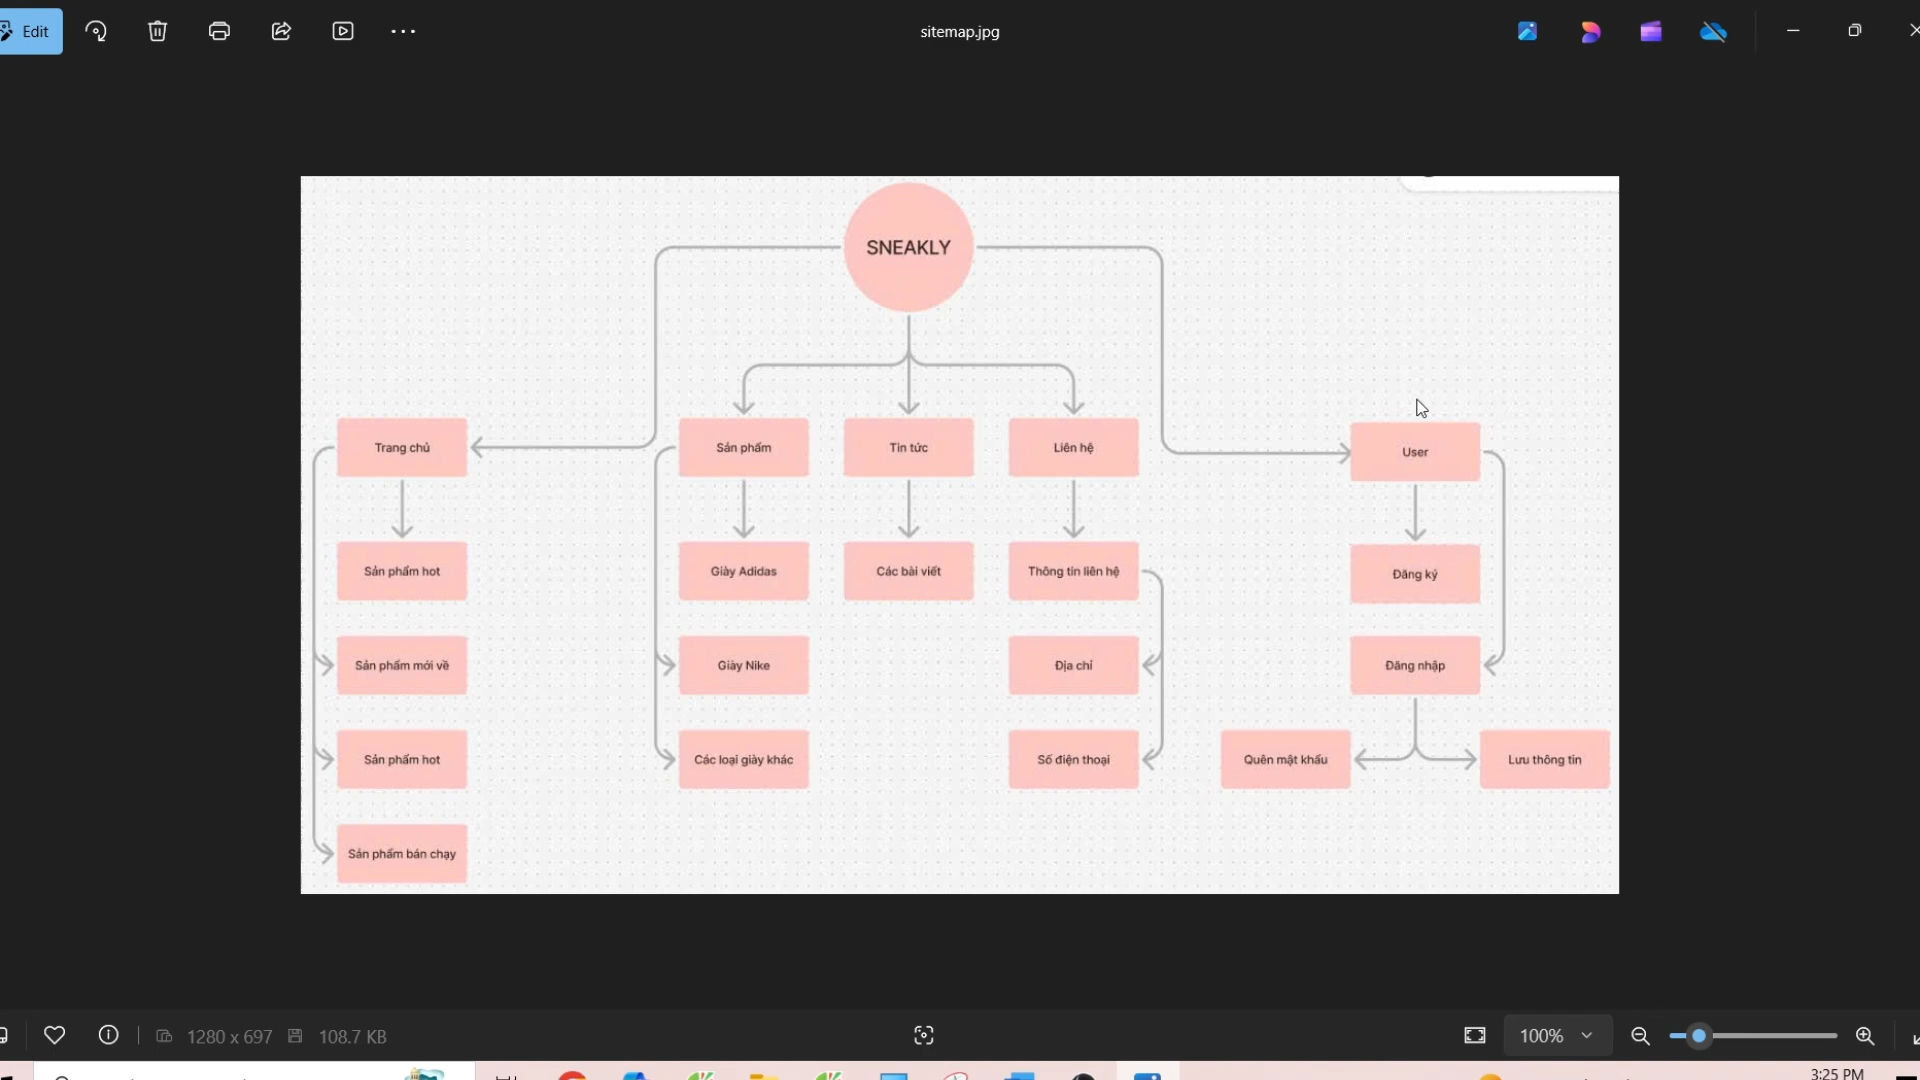 Edit
sitemap.jpg
SNEAKLY
Trang chủ
Sản phẩm
Tin tức
Liên hệ
User
Sản phẩm hot
Giày Adidas
Các bài viết
Thông tin liên hệ
Đăng ký
Sản phẩm mới về
Giày Nike
Địa chỉ
Đăng nhập
Sản phẩm hot
Các loại giày khác
Số điện thoại
Quên mật khẩu
Lưu thông tin
Sản phẩm bán chạy
1280 x 697
108.7 KB
100%
3:25 PM